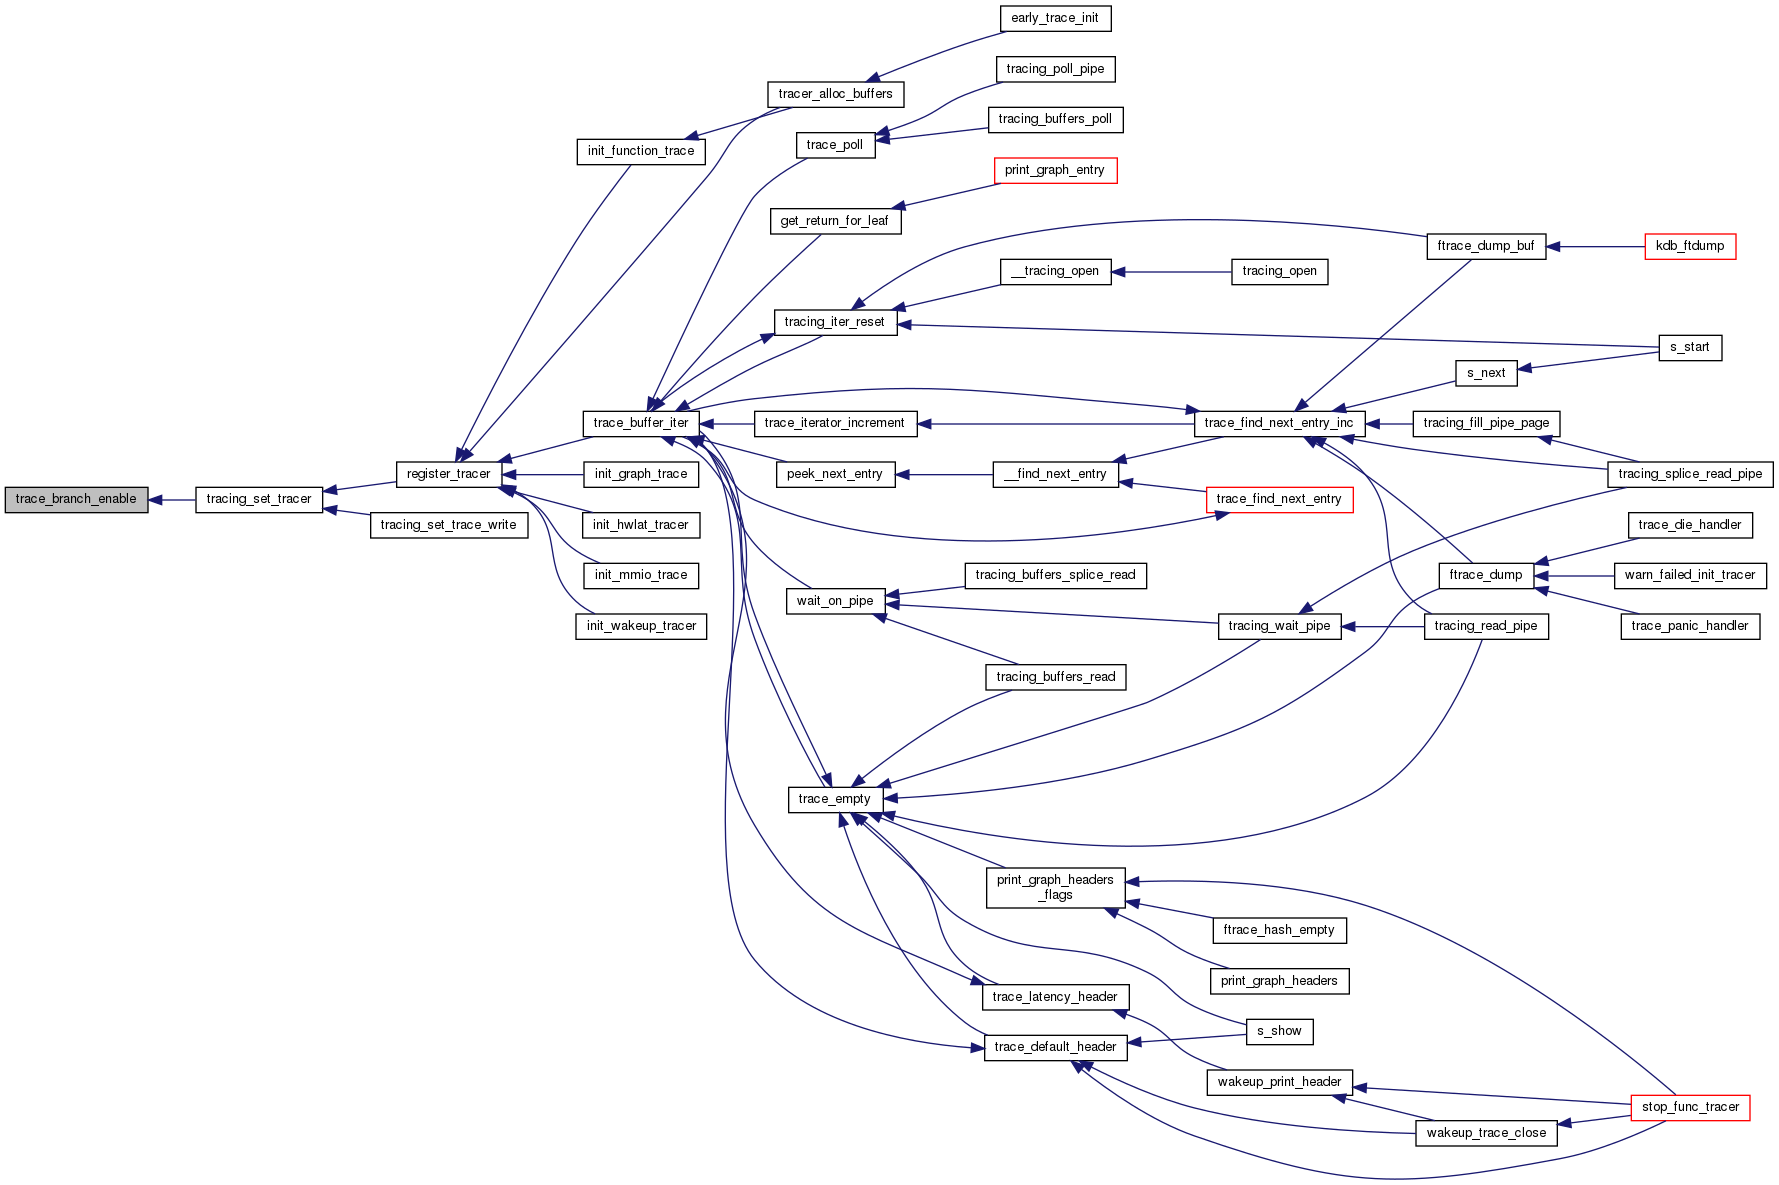 early_trace_init
tracing_poll_pipe
tracer_alloc_buffers
tracing_buffers_poll
trace_poll
init_function_trace
print_graph_entry
get_return_for_leaf
ftrace_dump_buf
kdb_ftdump
__tracing_open
tracing_open
tracing_iter_reset
s_start
s_next
trace_buffer_iter
trace_iterator_increment
trace_find_next_entry_inc
tracing_fill_pipe_page
register_tracer
init_graph_trace
peek_next_entry
__find_next_entry
tracing_splice_read_pipe
trace_branch_enable
tracing_set_tracer
trace_find_next_entry
tracing_set_trace_write
init_hwlat_tracer
trace_die_handler
init_mmio_trace
tracing_buffers_splice_read
ftrace_dump
warn_failed_init_tracer
wait_on_pipe
init_wakeup_tracer
tracing_wait_pipe
tracing_read_pipe
trace_panic_handler
tracing_buffers_read
trace_empty
print_graph_headers
_flags
ftrace_hash_empty
print_graph_headers
trace_latency_header
s_show
trace_default_header
wakeup_print_header
stop_func_tracer
wakeup_trace_close